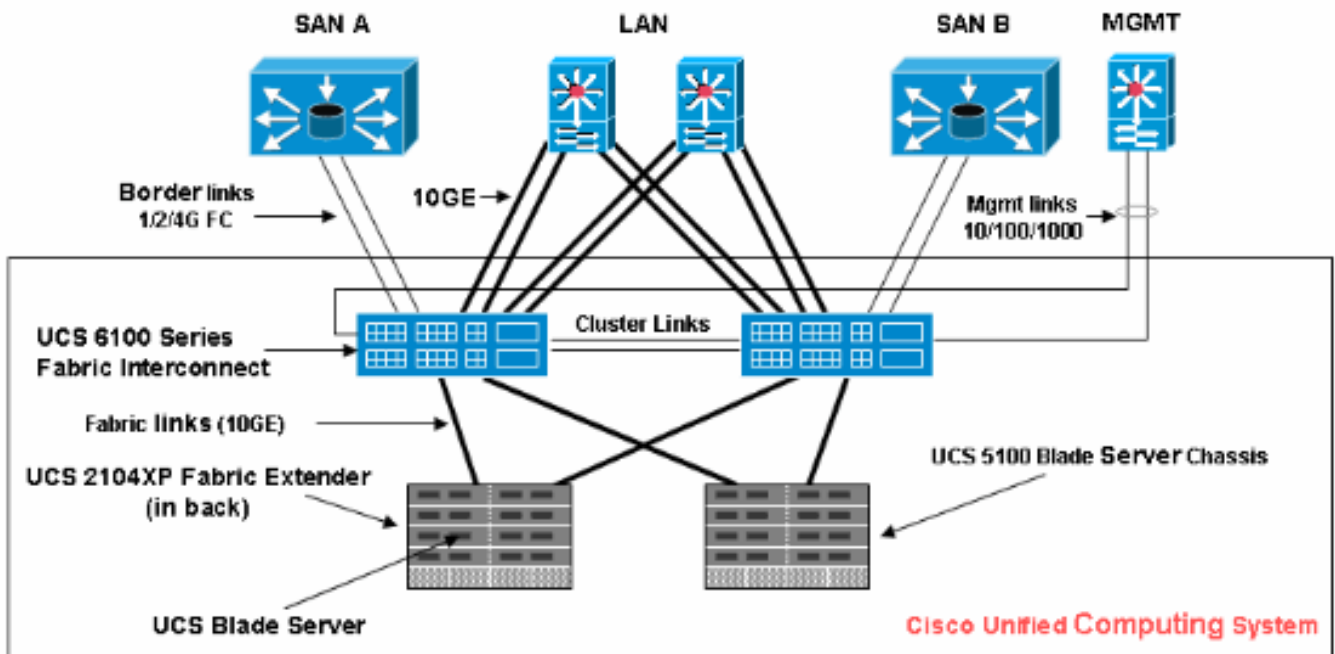 SAN A
LAN
SAN B
MGMT
Border links
1/2/4G FC
10GE
Mgmt links
10/100/1000
UCS 6100 Series
Fabric Interconnect
Cluster Links
Fabric links (10GE)
UCS 2104XP Fabric Extender
(in back)
UCS 5100 Blade Server Chassis
UCS Blade Server
Cisco Unified Computing System